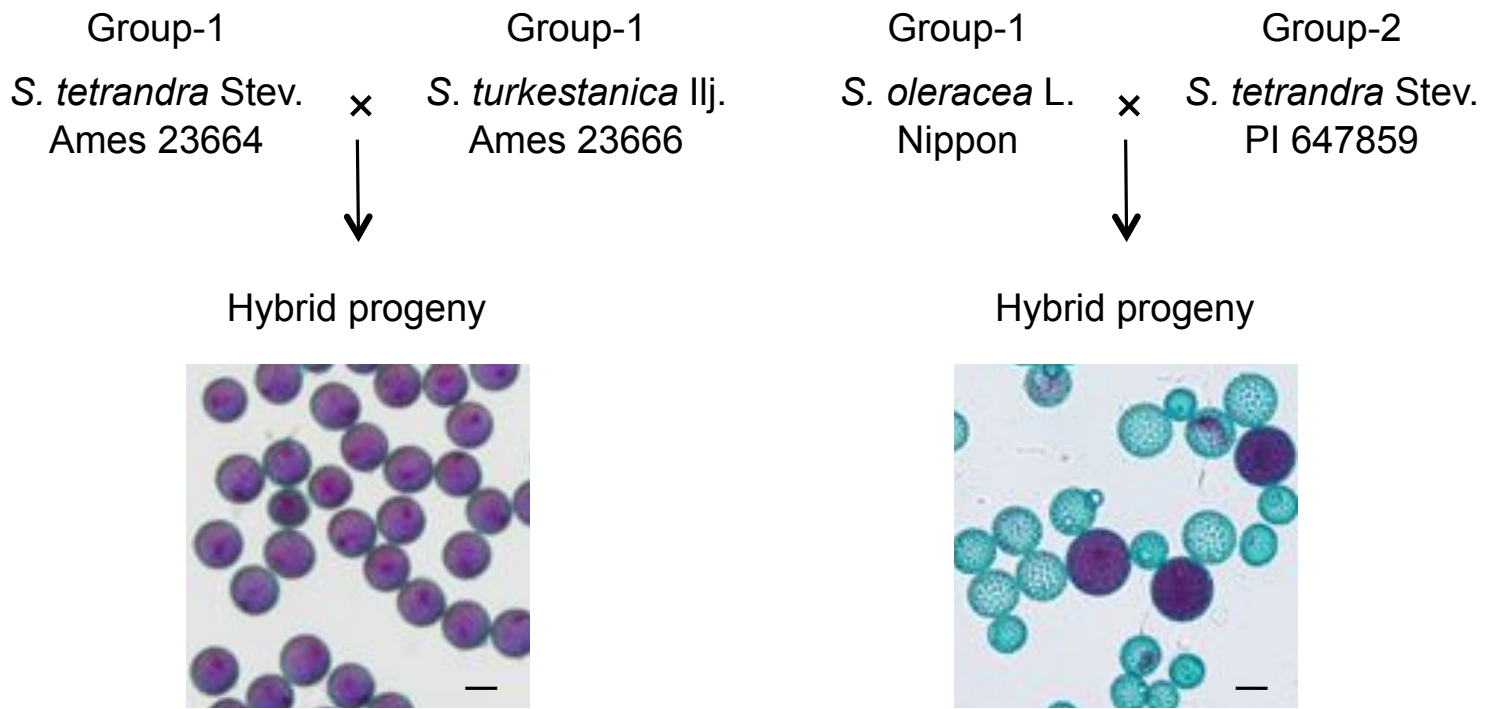 Group-1
Group-1
Group-1
Group-2
S. tetrandra Stev.
Ames 23664
×
S. turkestanica Ilj.
Ames 23666
S. oleracea L.
Nippon
×
S. tetrandra Stev.
PI 647859
Hybrid progeny
Hybrid progeny